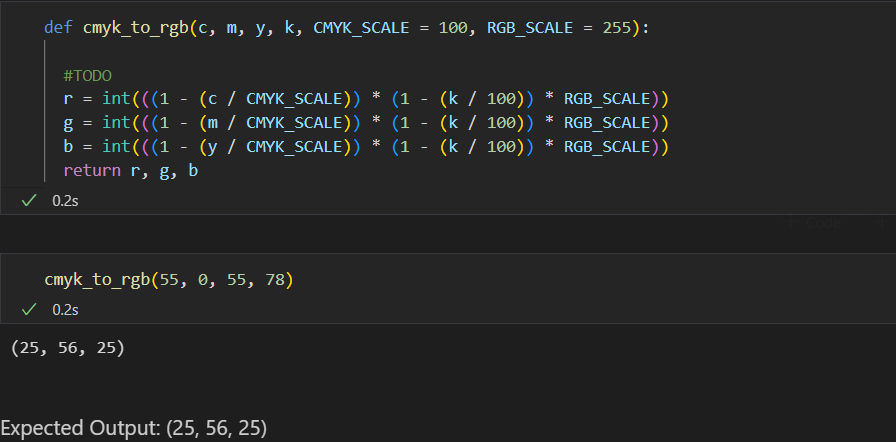 def cmyk_to_rgb(c, m, y, k, CMYK_SCALE = 100, RGB_SCALE = 255):
#TODO
r = int(((1 - (c / CMYK_SCALE)) * (1 - (k / 100)) * RGB_SCALE))
g = int(((1 - (m / CMYK_SCALE)) * (1 - (k / 100)) * RGB_SCALE))
b = int(((1 - (y / CMYK_SCALE)) * (1 - (k / 100)) * RGB_SCALE))
return r, g, b
0.2s
+ Code
cmyk_to_rgb(55, 0, 55, 78)
0.2s
(25, 56, 25)
Expected Output: (25, 56, 25)